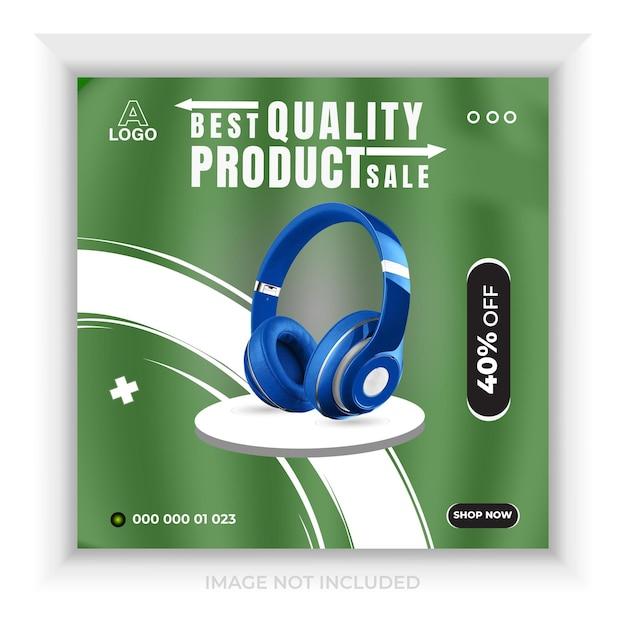 A
LOGO
BEST QUALITY
PRODUCT SALE
40% OFF
000 000 01 023
SHOP NOW
IMAGE NOT INCLUDED